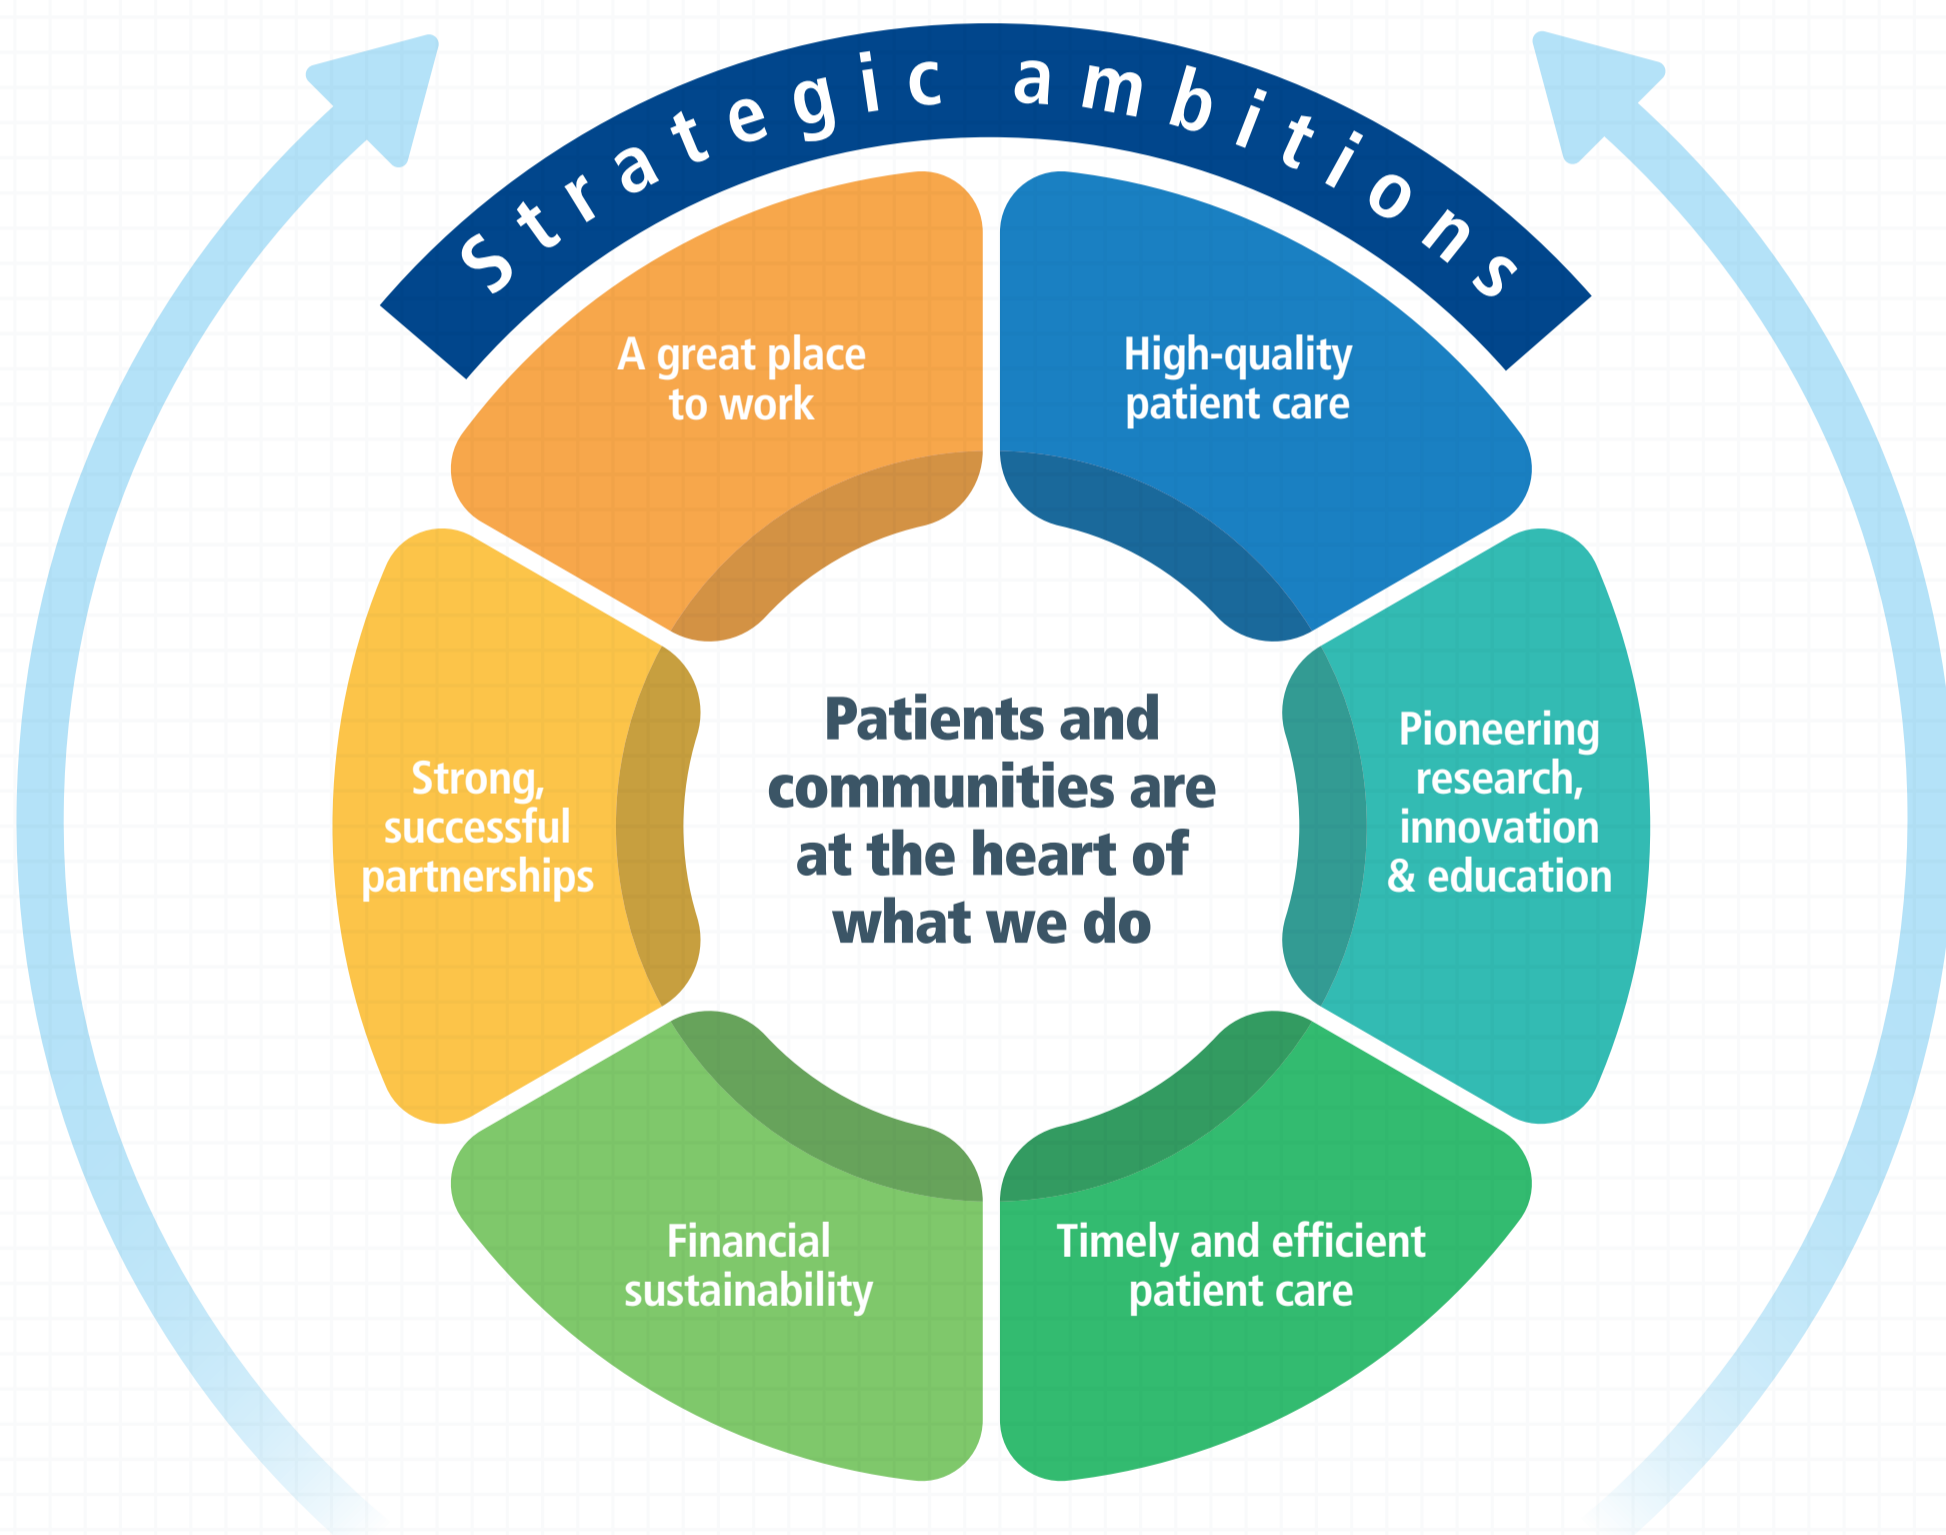 Strategic ambitions
A great place
to work
High-quality
patient care
Pioneering
research,
innovation
& education
Timely and efficient
patient care
Financial
sustainability
Strong,
successful
partnerships
Patients and
communities are
at the heart of
what we do